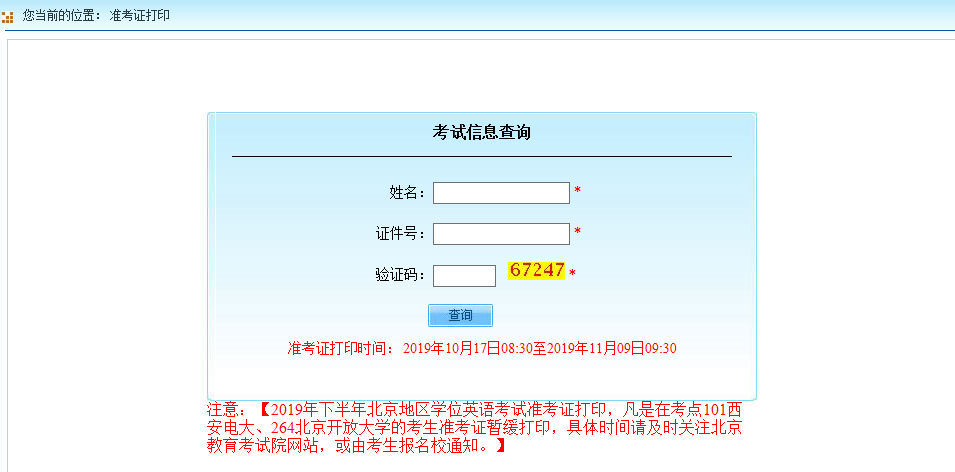 您当前的位置： 准考证打印
考试信息查询
姓名： *
证件号： *
验证码： 67247 *
查询
准考证打印时间： 2019年10月17日08:30至2019年11月09日09:30
注意：【2019年下半年北京地区学位英语考试准考证打印，凡是在考点101西
安电大、264北京开放大学的考生准考证暂缓打印，具体时间请及时关注北京
教育考试院网站，或由考生报名校通知。】